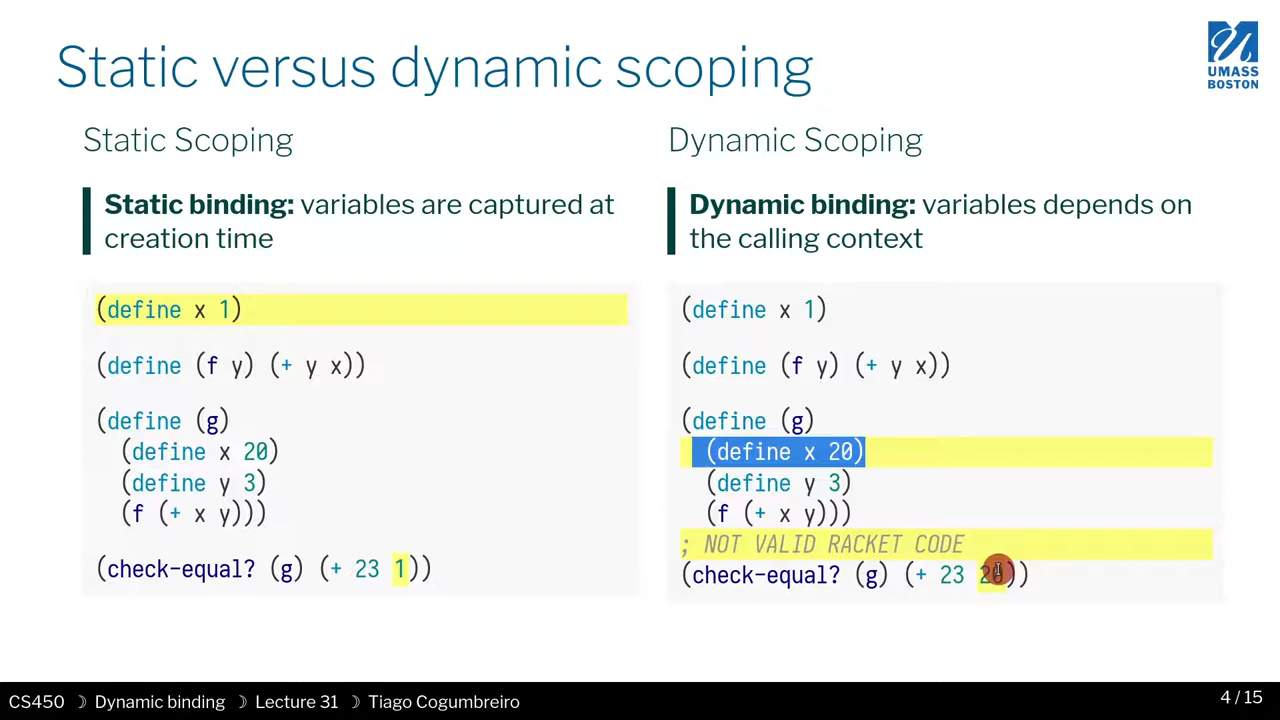 Static versus dynamic scoping
UMASS
BOSTON
Static Scoping
Static binding: variables are captured at
creation time
(define x 1)
(define (f y) (+ y x))
(define (g)
(define x 20)
(define y 3)
(f (+ x y)))
(check-equal? (g) (+ 23 1))
Dynamic Scoping
Dynamic binding: variables depends on
the calling context
(define x 1)
(define (f y) (+ y x))
(define (g)
(define x 20)
(define y 3)
(f (+ x y)))
; NOT VALID RACKET CODE
(check-equal? (g) (+ 23 20))
CS450 ☽ Dynamic binding ☽ Lecture 31 ☽ Tiago Cogumbreiro
4 / 15